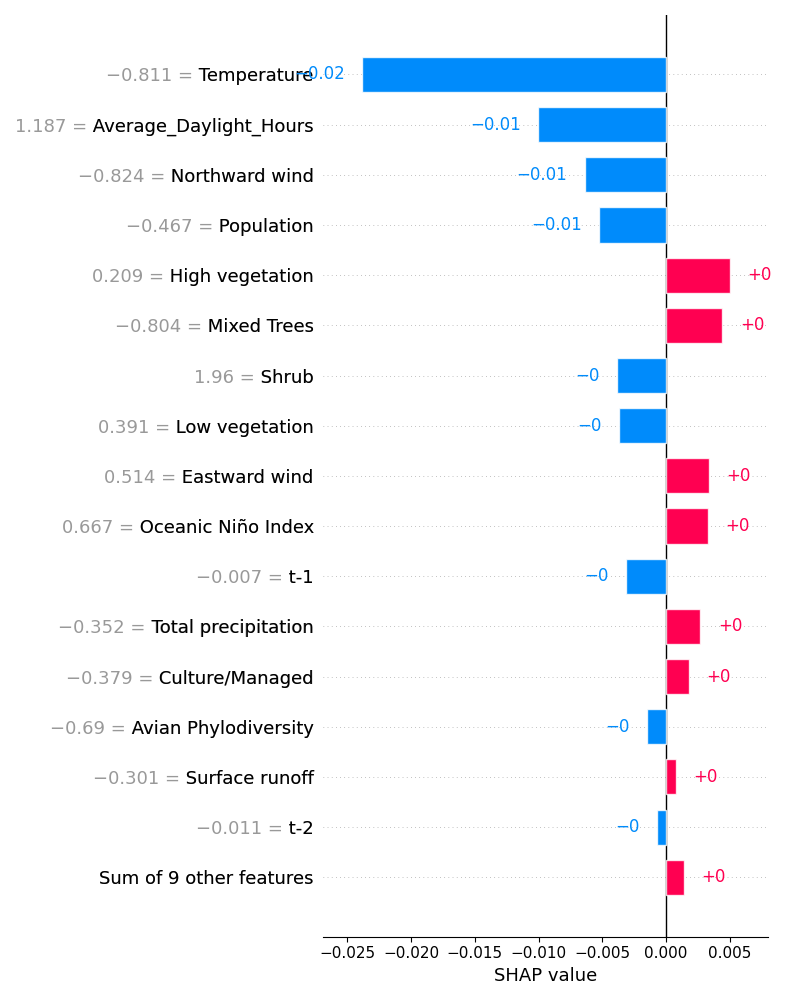 −0.811 = Temperature −0.02
1.187 = Average_Daylight_Hours −0.01
−0.824 = Northward wind −0.01
−0.467 = Population −0.01
0.209 = High vegetation +0
−0.804 = Mixed Trees +0
1.96 = Shrub −0
0.391 = Low vegetation −0
0.514 = Eastward wind +0
0.667 = Oceanic Niño Index +0
−0.007 = t-1 −0
−0.352 = Total precipitation +0
−0.379 = Culture/Managed +0
−0.69 = Avian Phylodiversity −0
−0.301 = Surface runoff +0
−0.011 = t-2 −0
Sum of 9 other features +0
−0.025 −0.020 −0.015 −0.010 −0.005 0.000 0.005
SHAP value